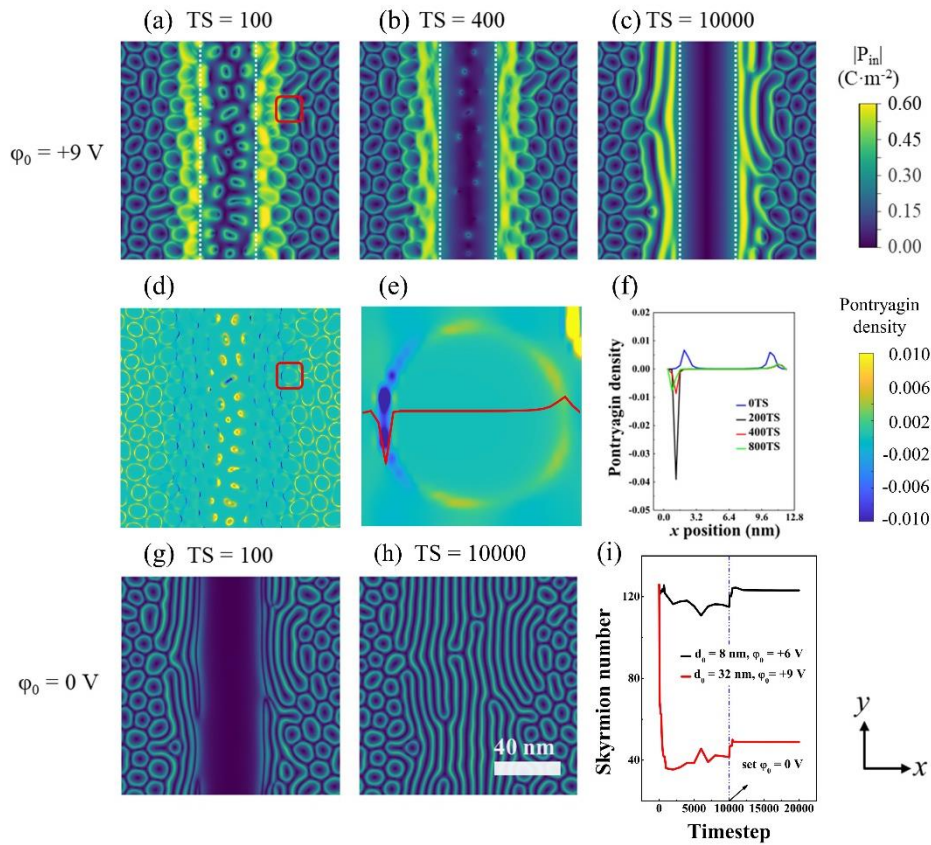 (a) TS = 100
(b) TS = 400
(c) TS = 10000
|P_in|
(C·m⁻²)
φ₀ = +9 V
0.60
0.45
0.30
0.15
0.00
(d)
(e)
(f)
Pontryagin
density
Pontryagin density
0.02
0.01
0.00
-0.01
-0.02
-0.03
-0.04
-0.05
0TS
200TS
400TS
800TS
0.0 3.2 6.4 9.6 12.8
x position (nm)
0.010
0.006
0.002
-0.002
-0.006
-0.010
(g) TS = 100
(h) TS = 10000
(i)
φ₀ = 0 V
40 nm
Skyrmion number
120
80
40
d₀ = 8 nm, φ₀ = +6 V
d₀ = 32 nm, φ₀= +9 V
set φ₀ = 0 V
0 5000 10000 15000 20000
Timestep
y
x